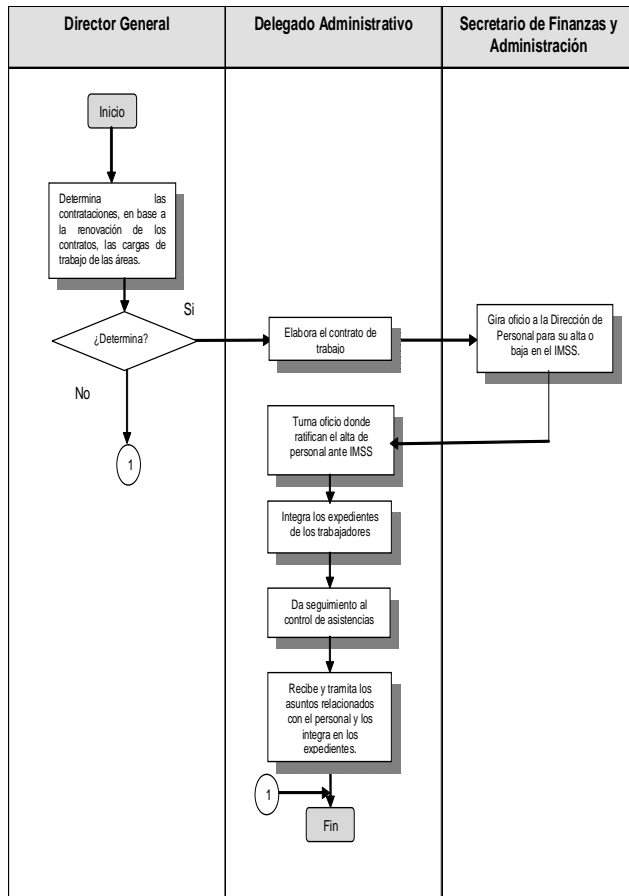 Director General
Delegado Administrativo
Secretario de Finanzas y
Administración
Inicio
Determina las
contrataciones, en base a
la renovación de los
contratos, las cargas de
trabajo de las áreas.
Si
¿Determina?
No
1
Elabora el contrato de
trabajo
Gira oficio a la Dirección de
Personal para su alta o
baja en el IMSS.
Turna oficio donde
ratifican el alta de
personal ante IMSS
Integra los expedientes
de los trabajadores
Da seguimiento al
control de asistencias
Recibe y tramita los
asuntos relacionados
con el personal y los
integra en los
expedientes.
1
Fin